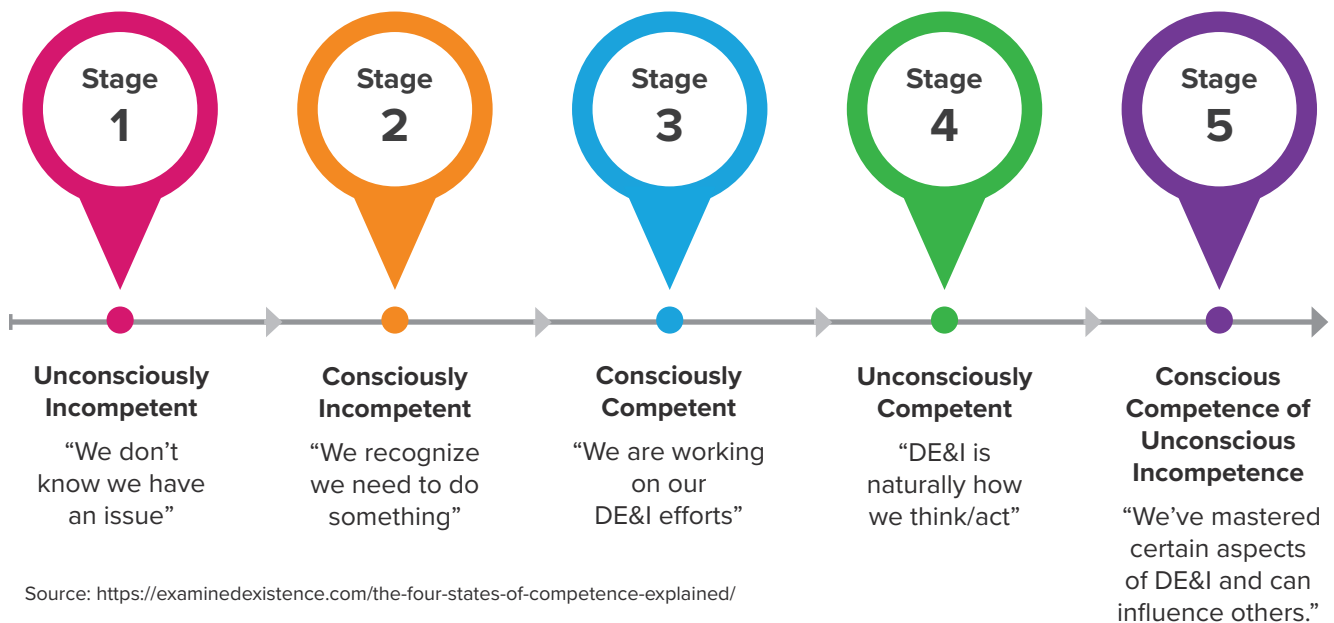 Stage
1
Stage
2
Stage
3
Stage
4
Stage
5
Unconsciously
Incompetent
“We don’t
know we have
an issue”
Consciously
Incompetent
“We recognize
we need to do
something”
Consciously
Competent
“We are working
on our
DE&I efforts”
Unconsciously
Competent
“DE&I is
naturally how
we think/act”
Conscious
Competence of
Unconscious
Incompetence
“We’ve mastered
certain aspects
of DE&I and can
influence others.”
Source: https://examinedexistence.com/the-four-states-of-competence-explained/